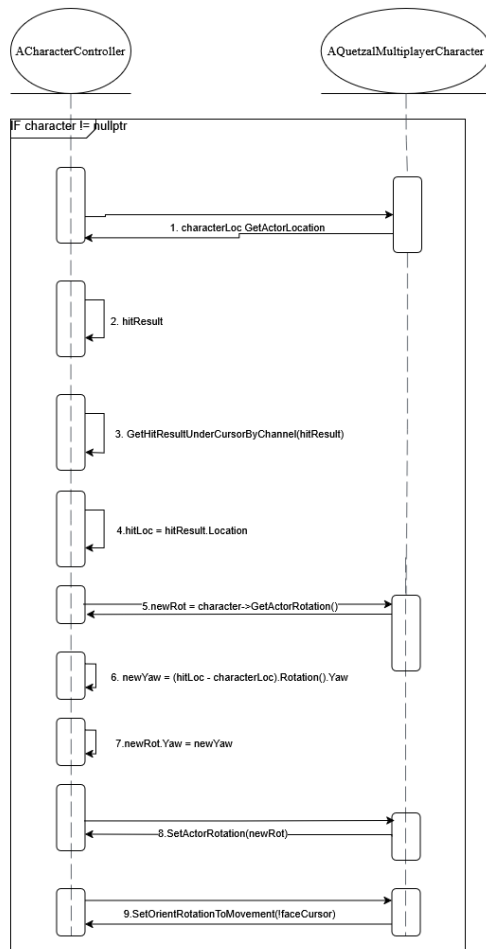 ACharacterController
AQuetzalMultiplayerCharacter
IF character != nullptr
1. characterLoc GetActorLocation
2. hitResult
3. GetHitResultUnderCursorByChannel(hitResult)
4.hitLoc = hitResult.Location
5.newRot = character->GetActorRotation()
6. newYaw = (hitLoc - characterLoc).Rotation().Yaw
7.newRot.Yaw = newYaw
8.SetActorRotation(newRot)
9.SetOrientRotationToMovement(!faceCursor)